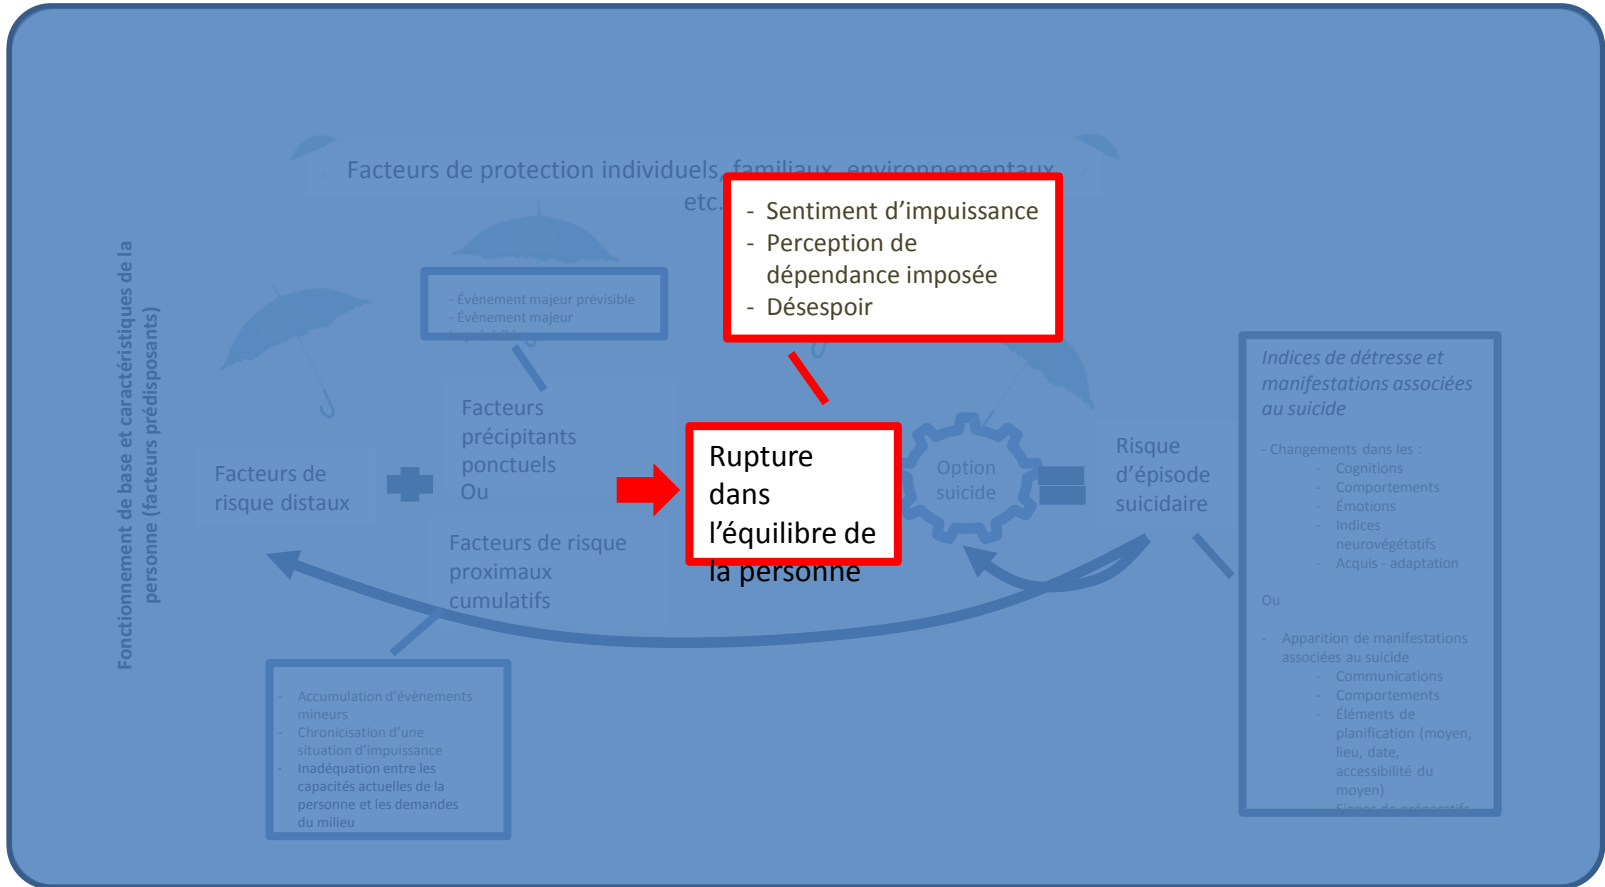 Facteurs de protection individuels, familiaux, environnementaux,
etc.
- Sentiment d'impuissance
- Perception de
dépendance imposée
- Désespoir
Fonctionnement de base et caractéristiques de la
personne (facteurs prédisposants)
- Évènement majeur prévisible
- Évènement majeur
Facteurs de
risque distaux
Facteurs
précipitants
ponctuels
Ou
Facteurs de risque
proximaux
cumulatifs
Rupture
dans
l'équilibre de
la personne
Option
suicide
Risque
d'épisode
suicidaire
- Accumulation d'évènements
mineurs
- Chronicisation d'une
situation d'impuissance
- Inadéquation entre les
capacités actuelles de la
personne et les demandes
du milieu
Indices de détresse et
manifestations associées
au suicide
- Changements dans les :
- Cognitions
- Comportements
- Émotions
- Indices
neurovégétatifs
- Acquis - adaptation
Ou
- Apparition de manifestations
associées au suicide
- Communications
- Comportements
- Éléments de
planification (moyen,
lieu, date,
accessibilité du
moyen)
- Signes de préparatifs